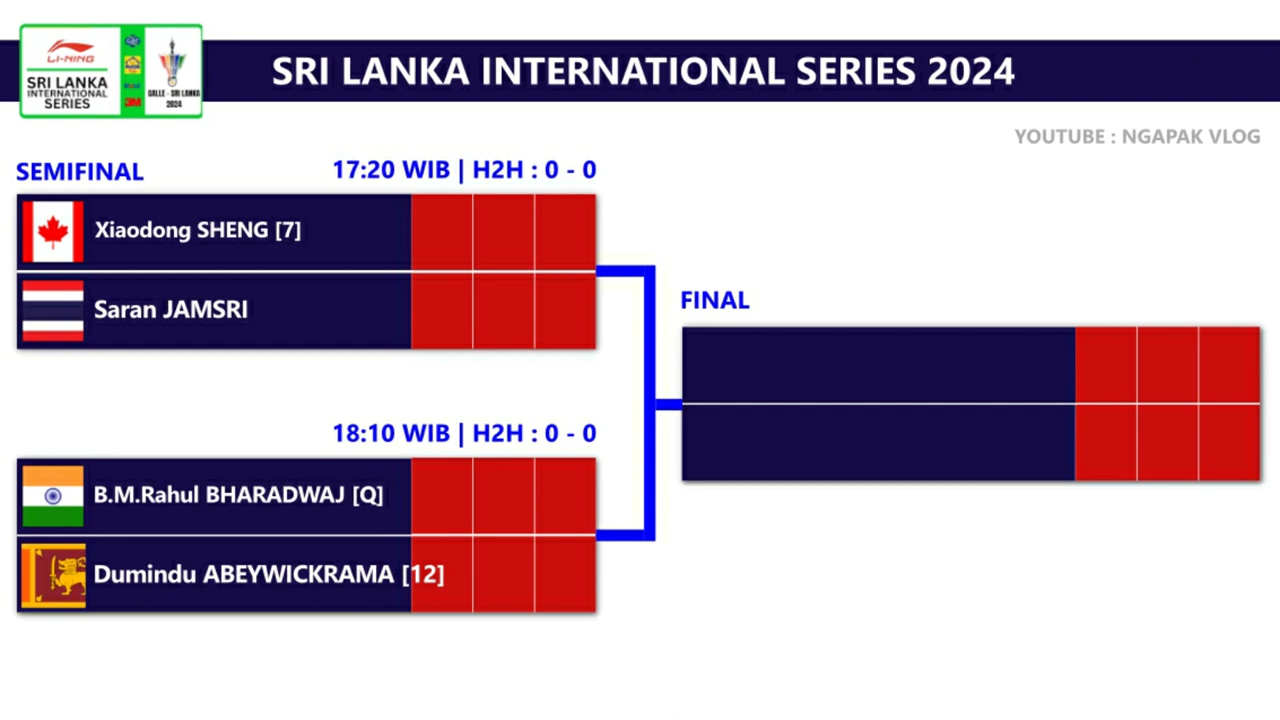 LI-NING
SRI LANKA
INTERNATIONAL
SERIES
3M
GALLE - SRI LANKA
2024
SRI LANKA INTERNATIONAL SERIES 2024
YOUTUBE : NGAPAK VLOG
SEMIFINAL
17:20 WIB | H2H : 0 - 0
Xiaodong SHENG [7]
Saran JAMSRI
FINAL
18:10 WIB | H2H : 0 - 0
B.M.Rahul BHARADWAJ [Q]
Dumindu ABEYWICKRAMA [12]